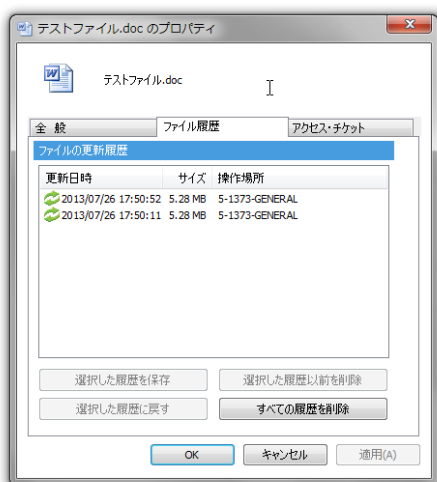 テストファイル.doc のプロパティ
テストファイル.doc
全 般 ファイル履歴 アクセス・チケット
ファイルの更新履歴
更新日時 サイズ 操作場所
2013/07/26 17:50:52 5.28 MB 5-1373-GENERAL
2013/07/26 17:50:11 5.28 MB 5-1373-GENERAL
選択した履歴を保存 選択した履歴以前を削除
選択した履歴に戻す すべての履歴を削除
OK キャンセル 適用(A)